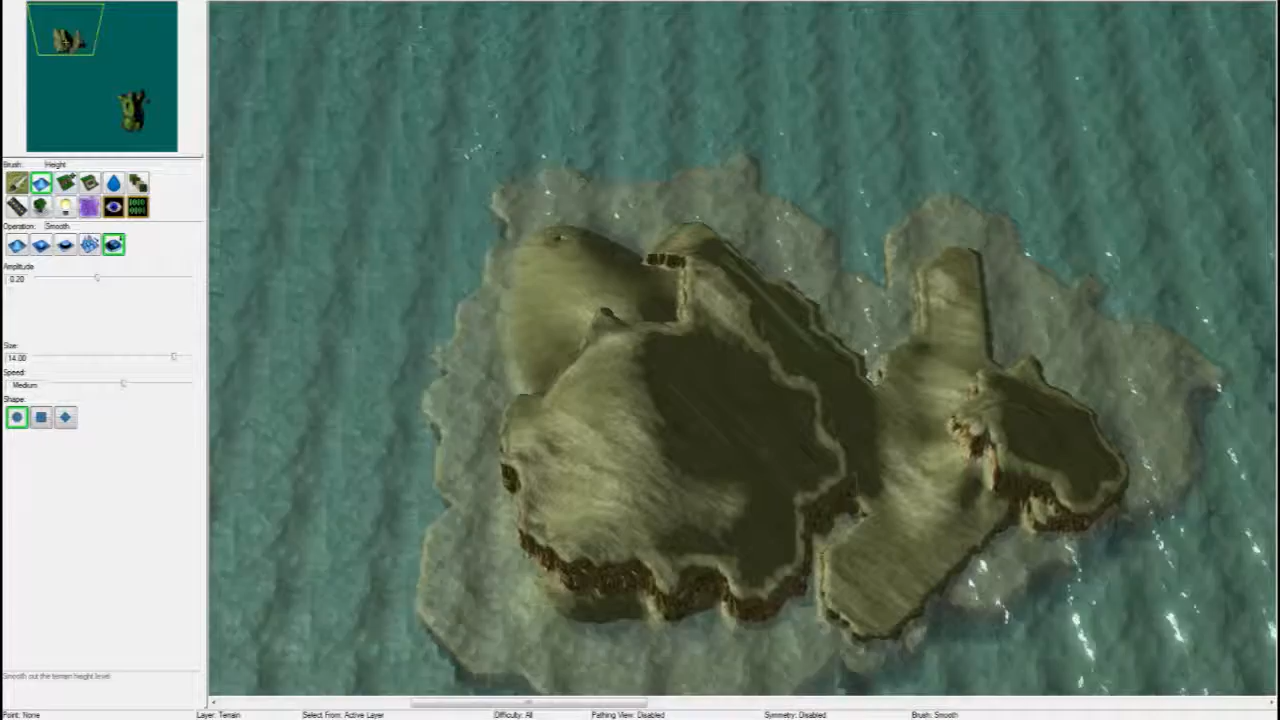 Brush: Height
Operation: Smooth
Amplitude
0.20
Size:
14.00
Speed:
Medium
Shape:
Smooth out the terrain height level
Point: None Layer: Terrain Select From: Active Layer Difficulty: All Pathing View: Disabled Symmetry: Disabled Brush: Smooth